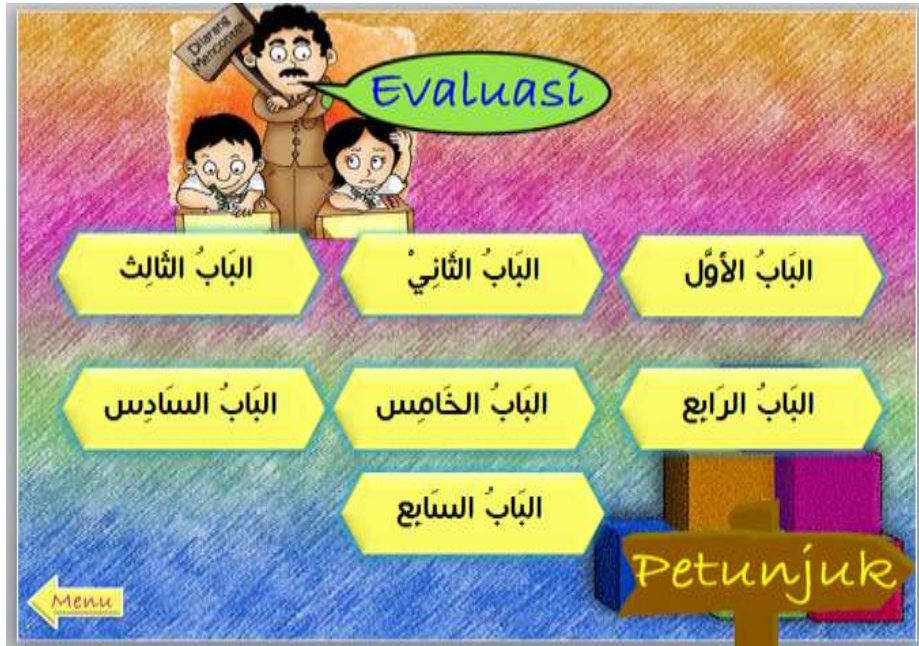 Dilarang
Mencontek
Evaluasi
البَابُ الأوَّل
البَابُ الثَّانِيْ
البَابُ الثَّالِث
البَابُ الرَابِع
البَابُ الخَامِس
البَابُ السَادِس
البَابُ السَابِع
Petunjuk
Menu